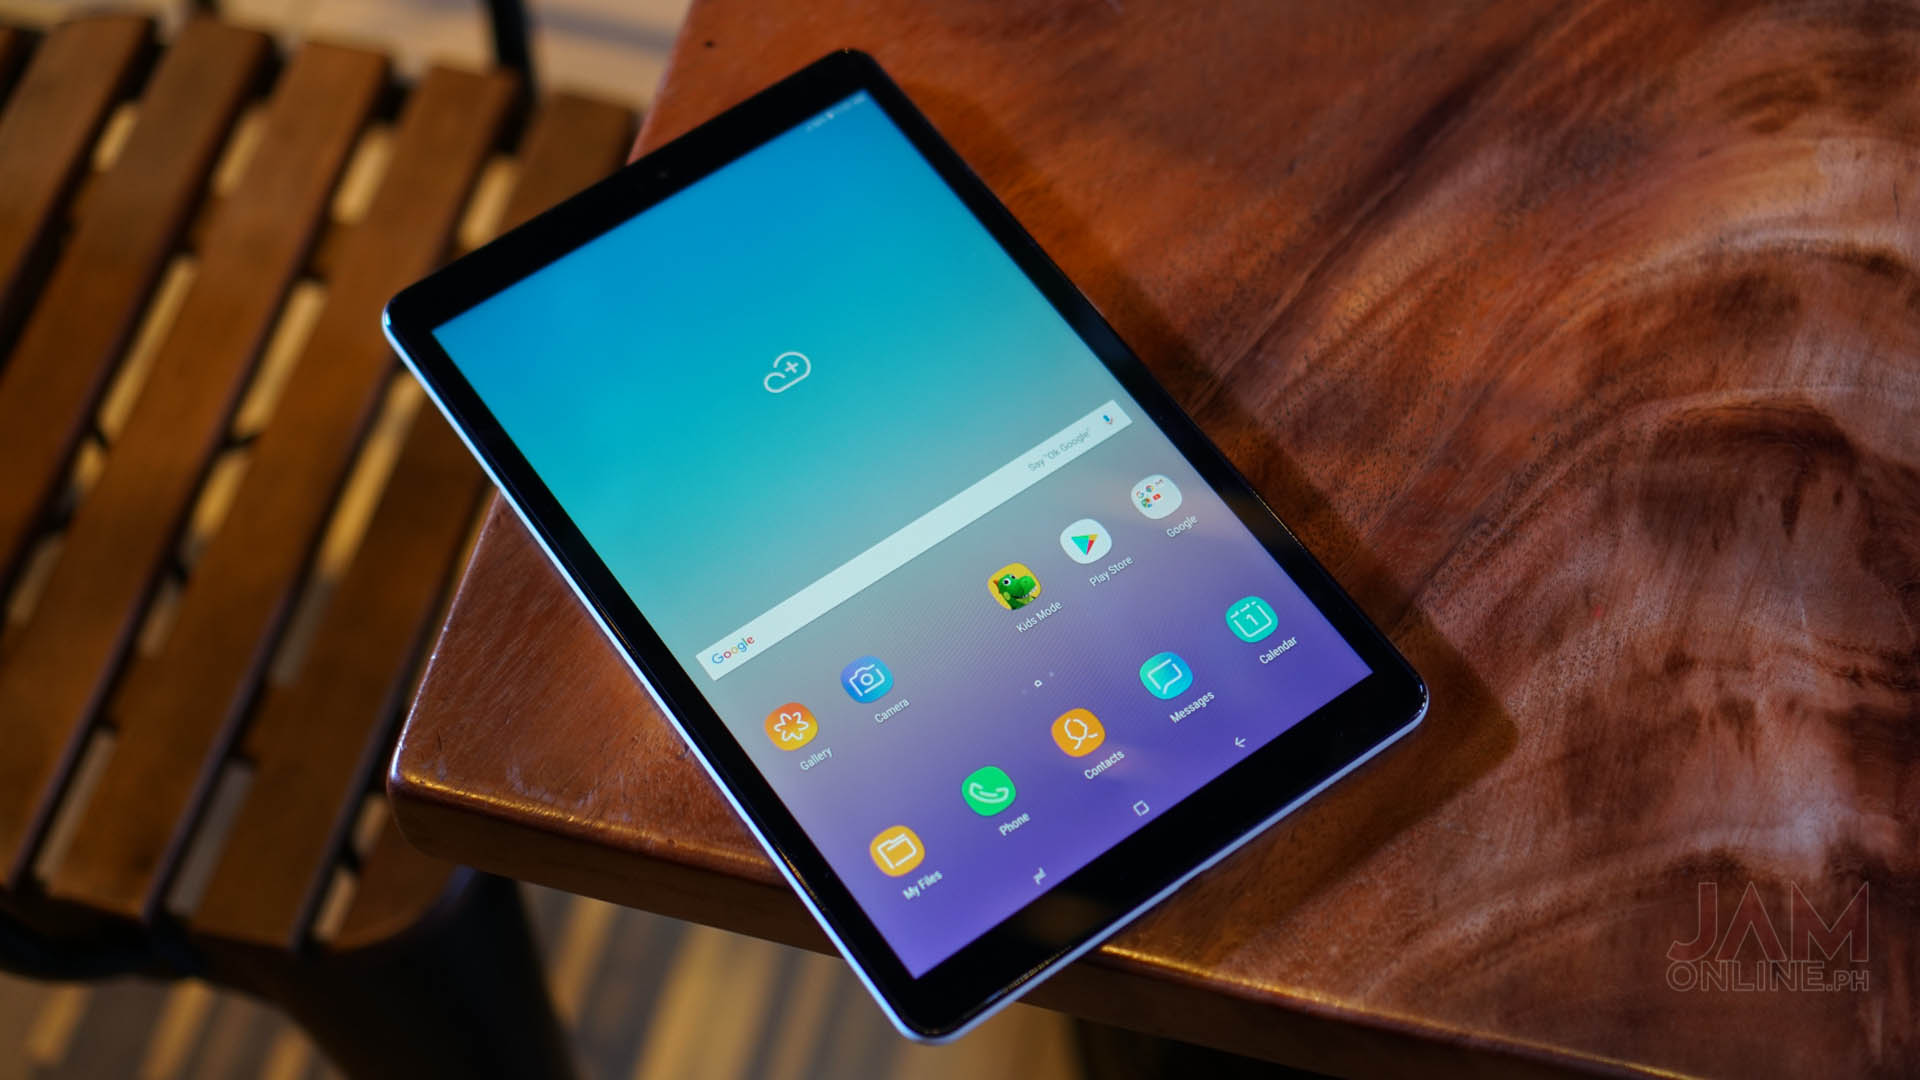 Google
Say "Ok Google"
Kids Mode
Play Store
Google
Gallery
Camera
My Files
Phone
Contacts
Messages
1
Calendar
JAM
ONLINE.PH